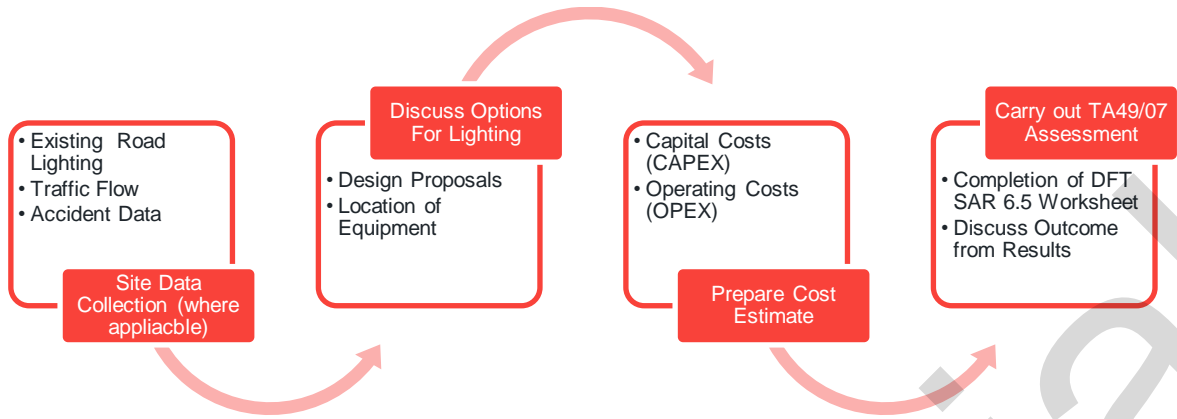 • Existing Road
Lighting
• Traffic Flow
• Accident Data
Site Data
Collection (where
appliacble)
Discuss Options
For Lighting
• Design Proposals
• Location of
Equipment
• Capital Costs
(CAPEX)
• Operating Costs
(OPEX)
Prepare Cost
Estimate
Carry out TA49/07
Assessment
• Completion of DFT
SAR 6.5 Worksheet
• Discuss Outcome
from Results